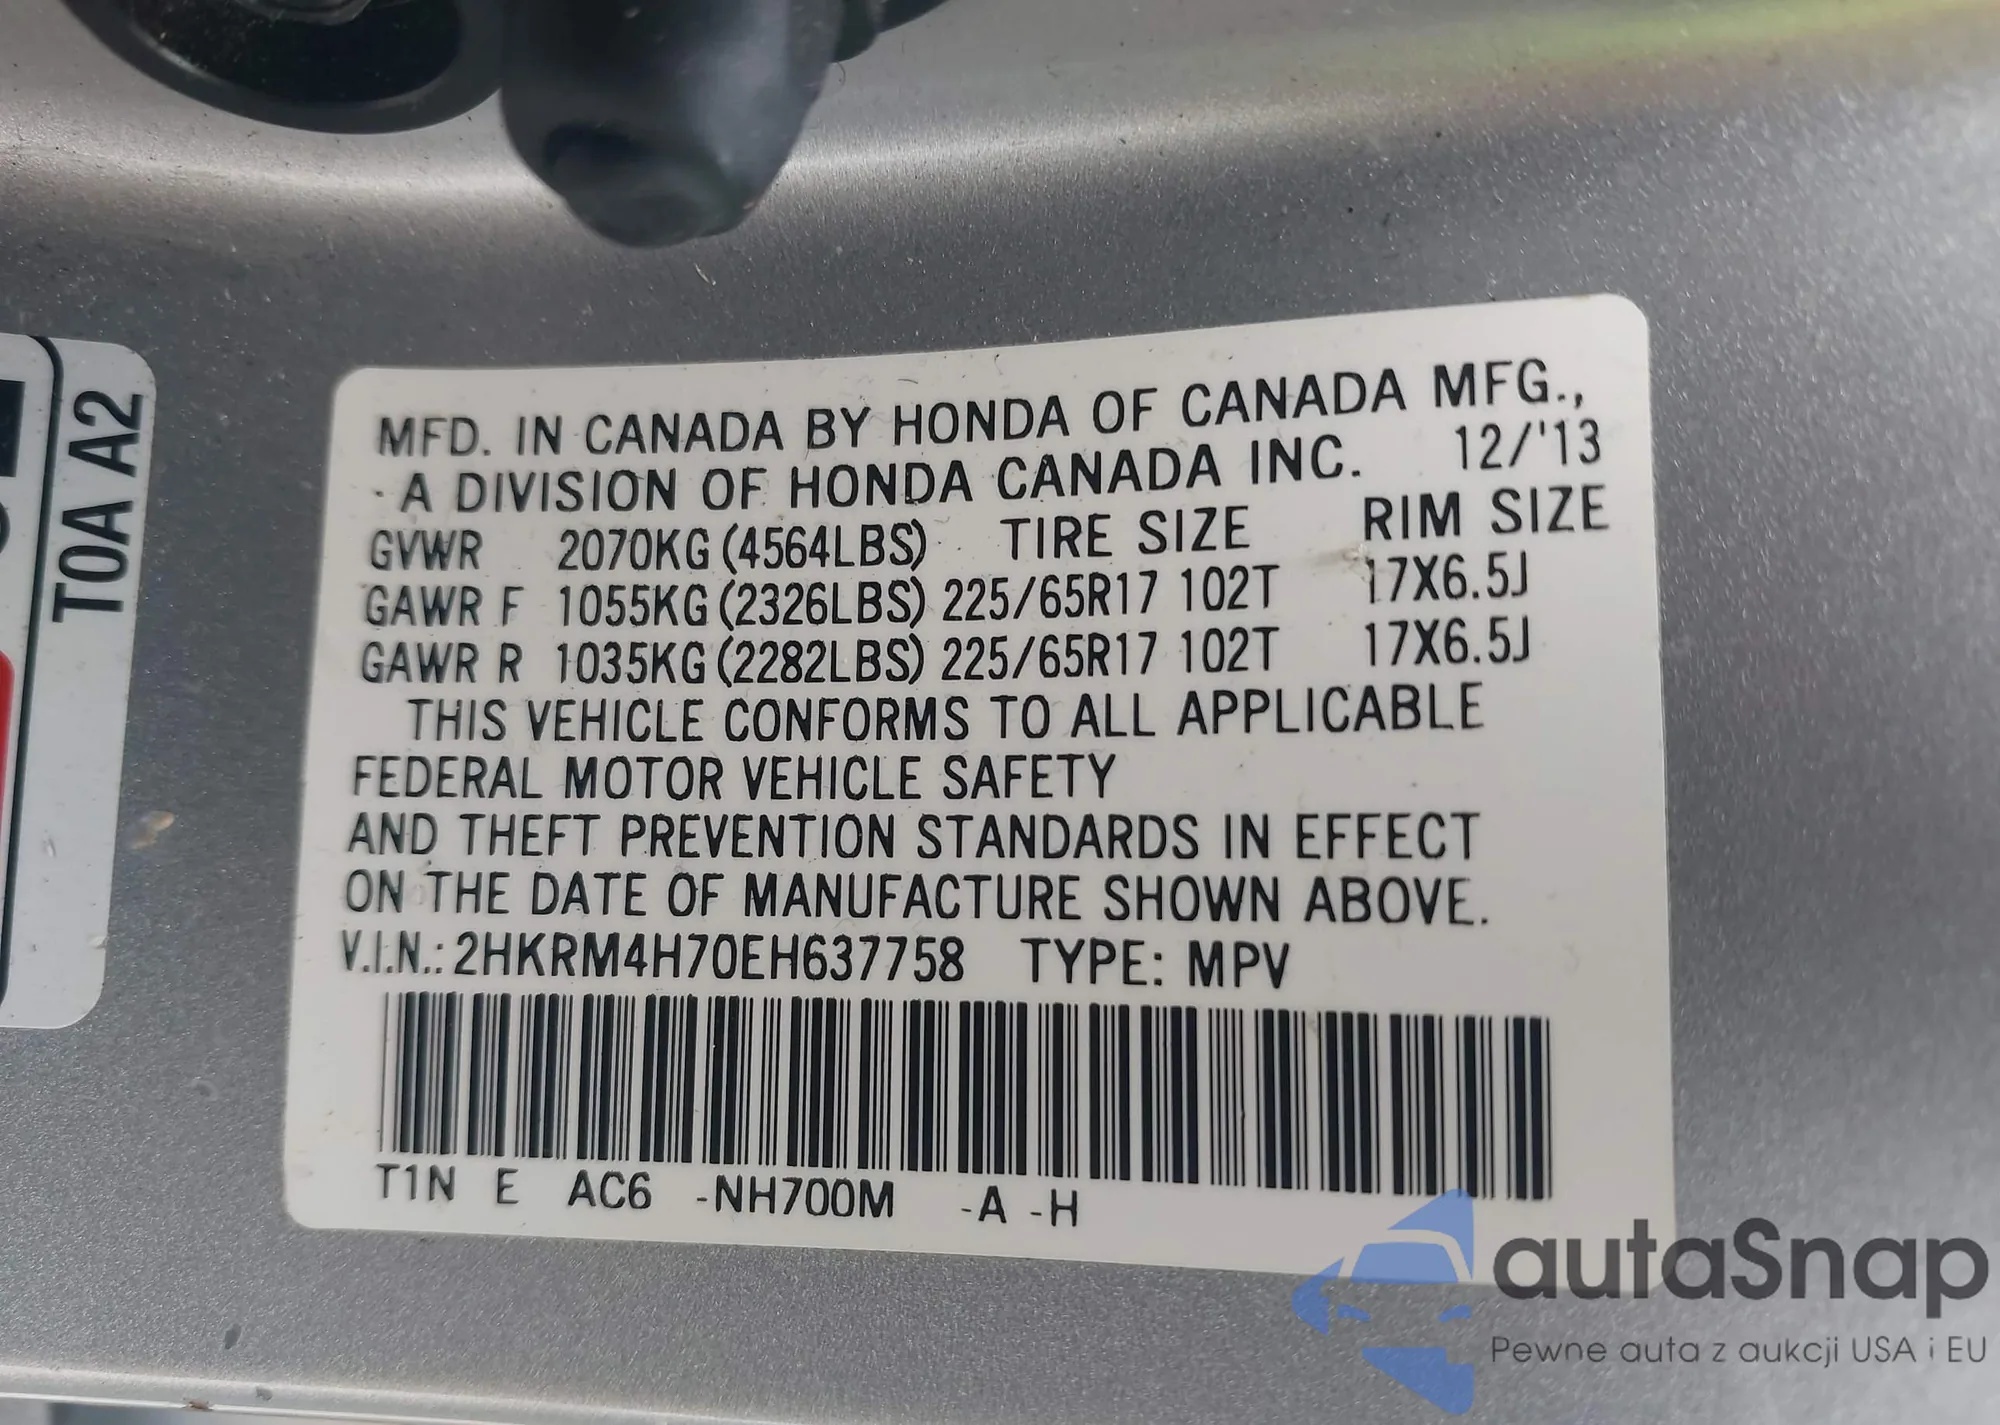 MFD. IN CANADA BY HONDA OF CANADA MFG.,
A DIVISION OF HONDA CANADA INC. 12/'13
GVWR 2070KG (4564LBS) TIRE SIZE RIM SIZE
GAWR F 1055KG (2326LBS) 225/65R17 102T 17X6.5J
GAWR R 1035KG (2282LBS) 225/65R17 102T 17X6.5J
THIS VEHICLE CONFORMS TO ALL APPLICABLE
FEDERAL MOTOR VEHICLE SAFETY
AND THEFT PREVENTION STANDARDS IN EFFECT
ON THE DATE OF MANUFACTURE SHOWN ABOVE.
V.I.N.: 2HKRM4H70EH637758 TYPE: MPV
T1N E AC6 -NH700M -A -H
T0A A2
autaSnap
Pewne auta z aukcji USA i EU